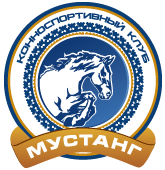 КОННОСПОРТИВНЫЙ КЛУБ
МУСТАНГ